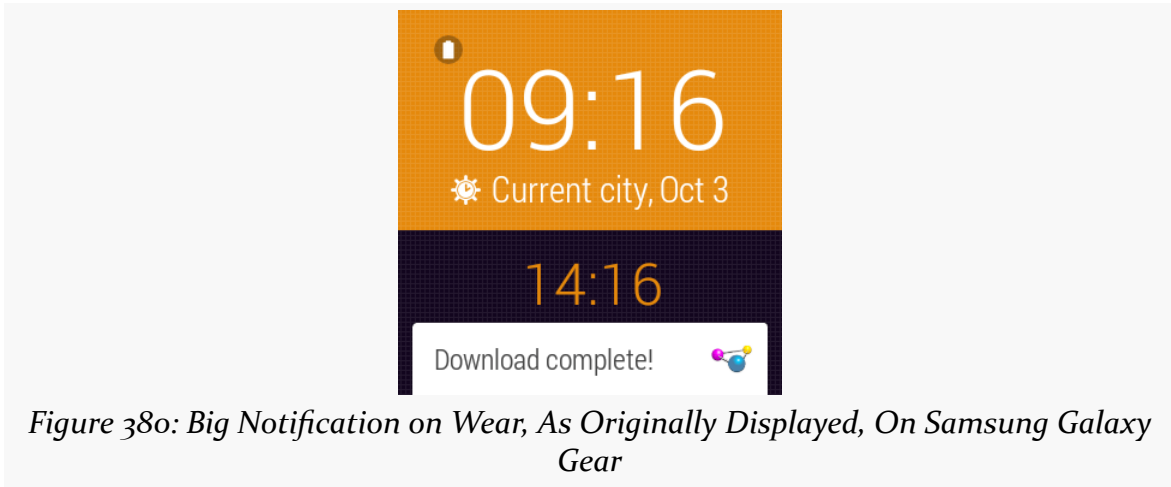 09:16
Current city, Oct 3
14:16
Download complete!
Figure 380: Big Notification on Wear, As Originally Displayed, On Samsung Galaxy
Gear